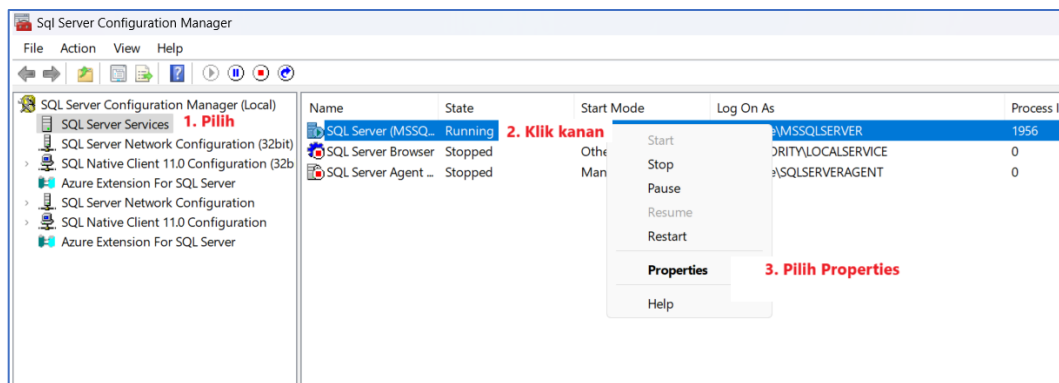 Sql Server Configuration Manager
File Action View Help
SQL Server Configuration Manager (Local)
SQL Server Services 1. Pilih
SQL Server Network Configuration (32bit)
SQL Native Client 11.0 Configuration (32b
Azure Extension For SQL Server
SQL Server Network Configuration
SQL Native Client 11.0 Configuration
Azure Extension For SQL Server
Name State Start Mode Log On As Process I
SQL Server (MSSQ... Running 2. Klik kanan e\MSSQLSERVER 1956
SQL Server Browser Stopped Othe ORITY\LOCALSERVICE 0
SQL Server Agent ... Stopped Man e\SQLSERVERAGENT 0
Start
Stop
Pause
Resume
Restart
Properties 3. Pilih Properties
Help